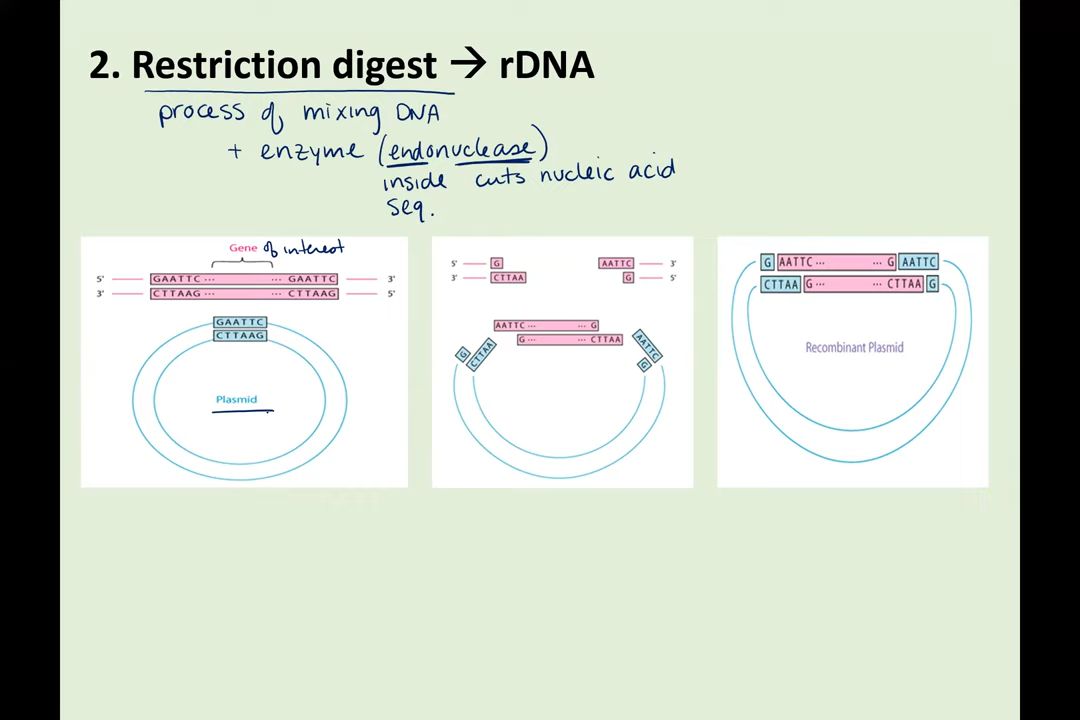 2. Restriction digest → rDNA
process of mixing DNA
+ enzyme (endonuclease)
inside cuts nucleic acid
seq.
Gene of interest
5' GAATTC ··· ··· GAATTC 3'
3' CTTAAG ··· ··· CTTAAG 5'
GAATTC
CTTAAG
Plasmid
5' G AATTC 3'
3' CTTAA G 5'
AATTC ··· ··· G
G ··· ··· CTTAA
G CTTAA
AATTC
G
G AATTC ··· ··· G AATTC
CTTAA G ··· ··· CTTAA G
Recombinant Plasmid